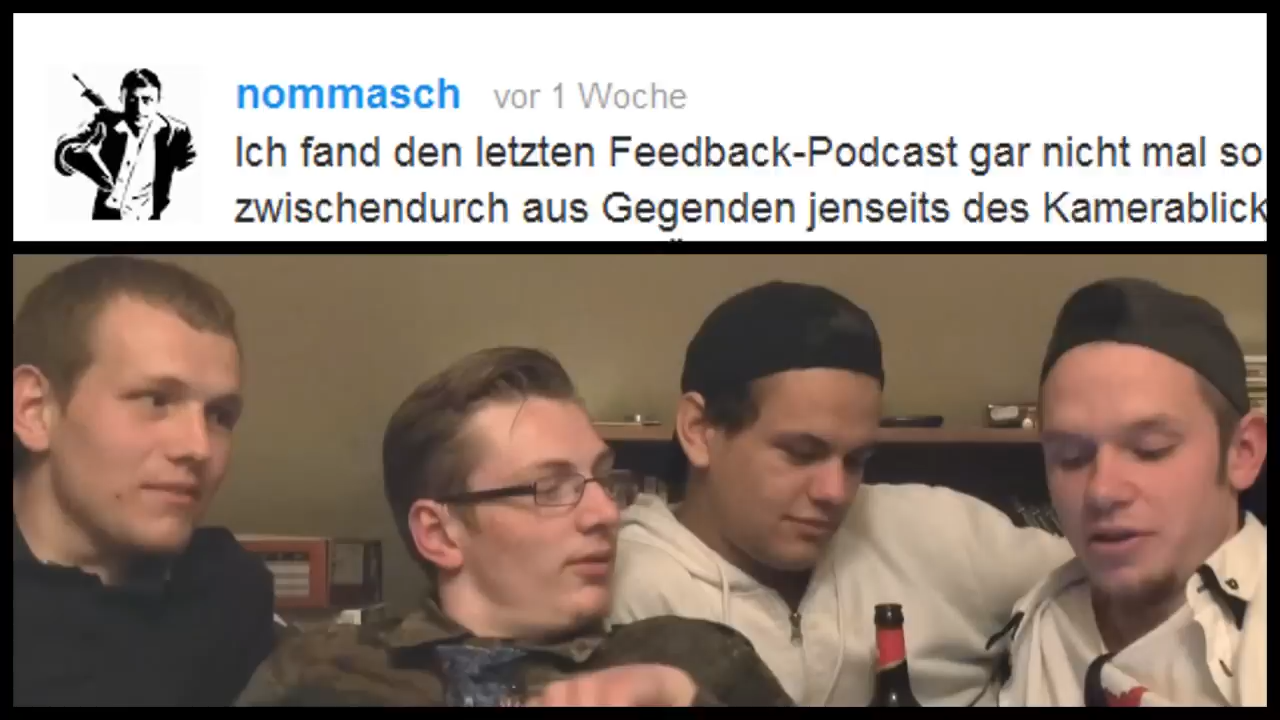 nommasch vor 1 Woche
Ich fand den letzten Feedback-Podcast gar nicht mal so
zwischendurch aus Gegenden jenseits des Kamerablick